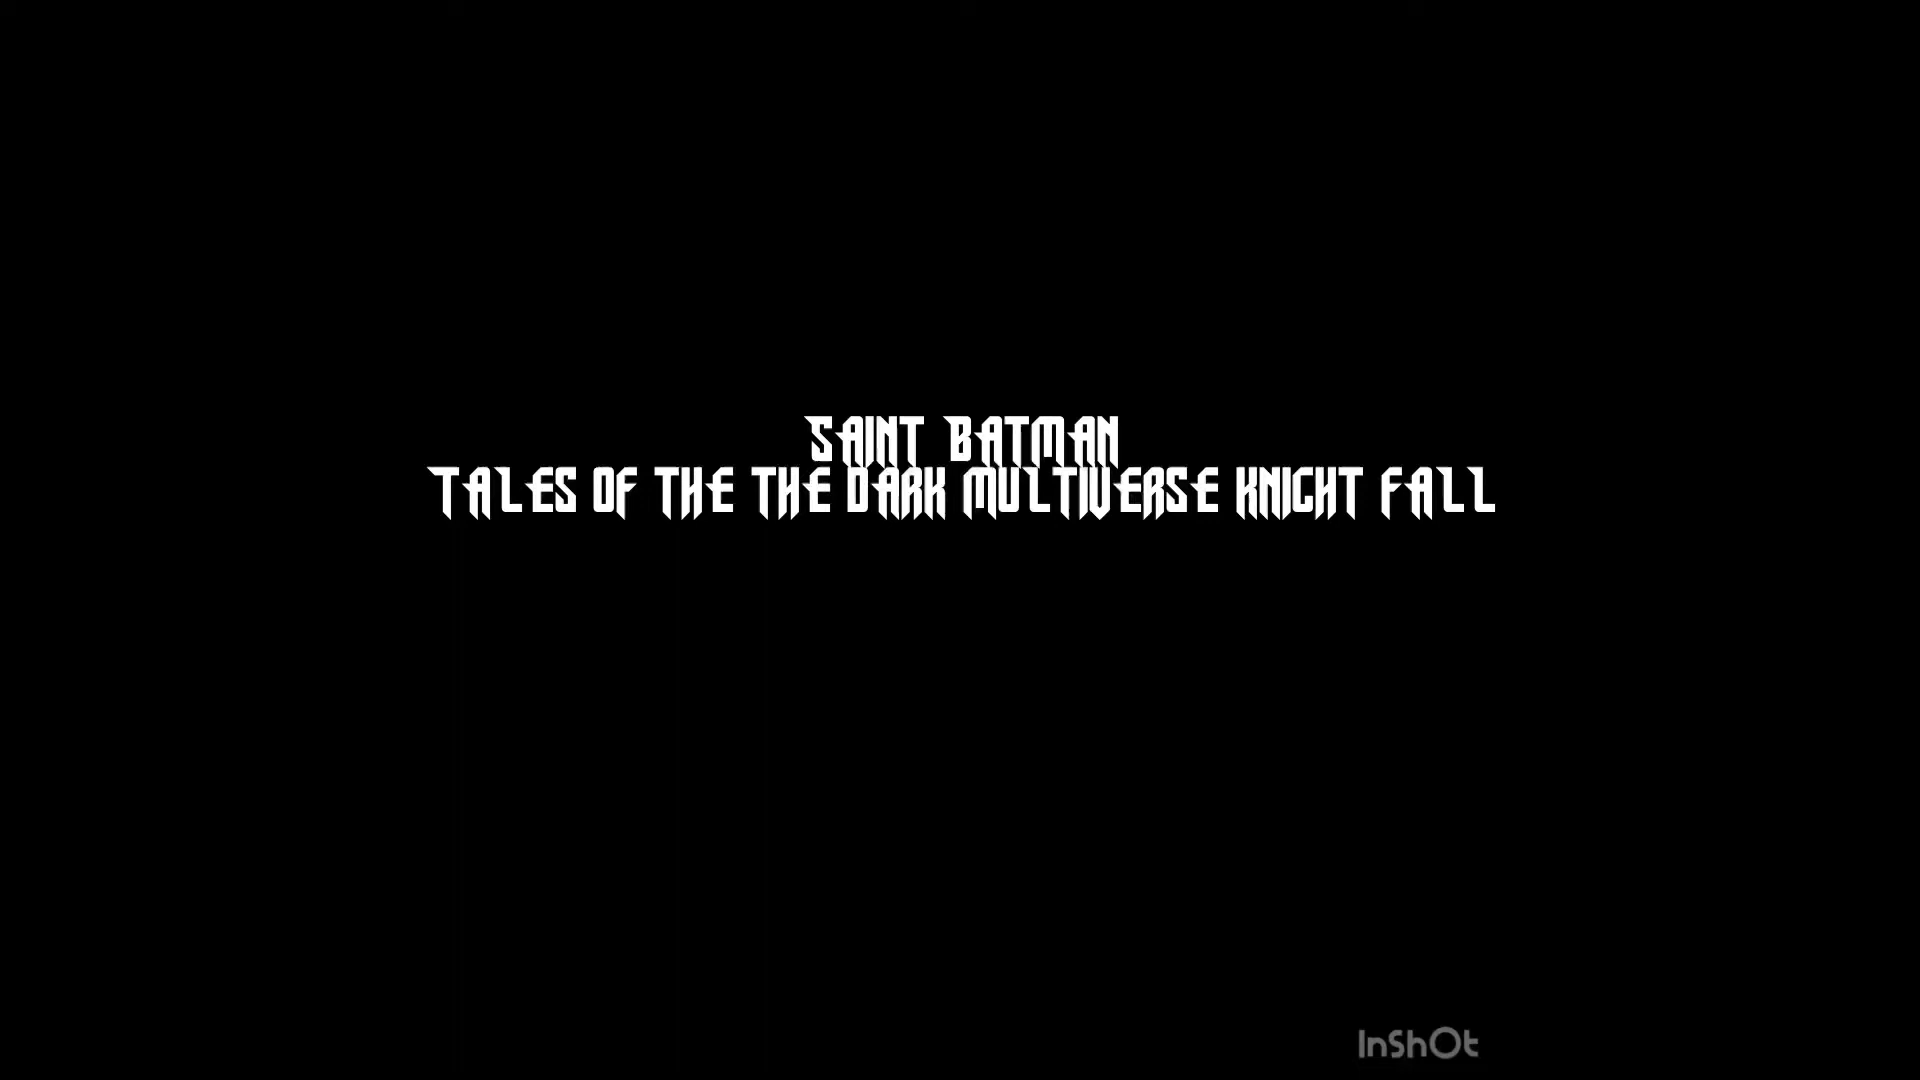 SAINT BATMAN
TALES OF THE THE DARK MULTIVERSE KNIGHT FALL
InShOt